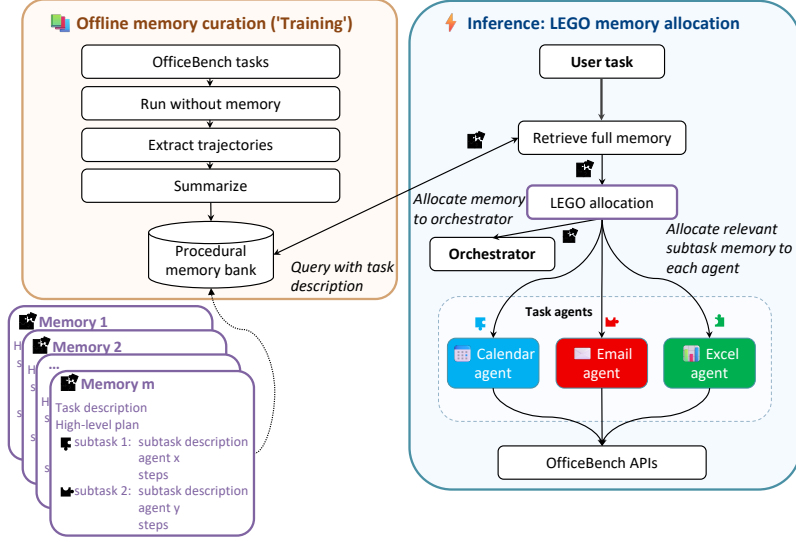 Offline memory curation ('Training')
OfficeBench tasks
Run without memory
Extract trajectories
Summarize
Procedural
memory bank
Query with task
description
Memory 1
H
s
s
Memory 2
H
s
s
...
H
s
s
Memory m
Task description
High-level plan
subtask 1: subtask description
agent x
steps
subtask 2: subtask description
agent y
steps
Inference: LEGO memory allocation
User task
Retrieve full memory
LEGO allocation
Allocate memory
to orchestrator
Orchestrator
Allocate relevant
subtask memory to
each agent
Task agents
Calendar
agent
Email
agent
Excel
agent
OfficeBench APIs